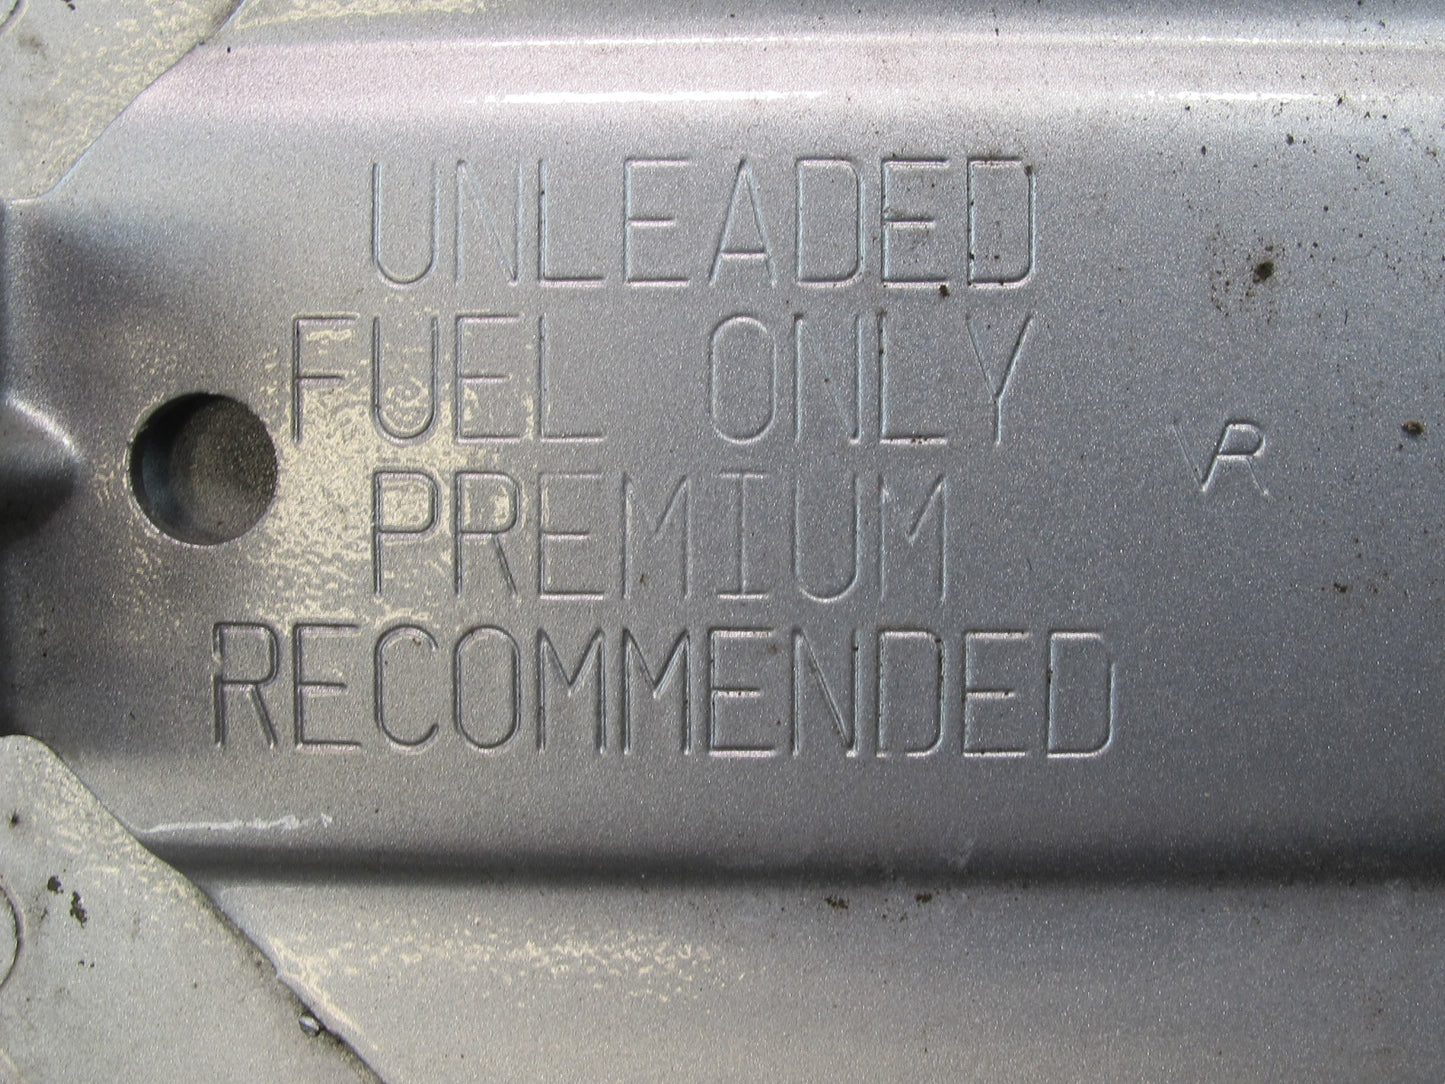 UNLEADED
FUEL ONLY
PREMIUM
RECOMMENDED
VR